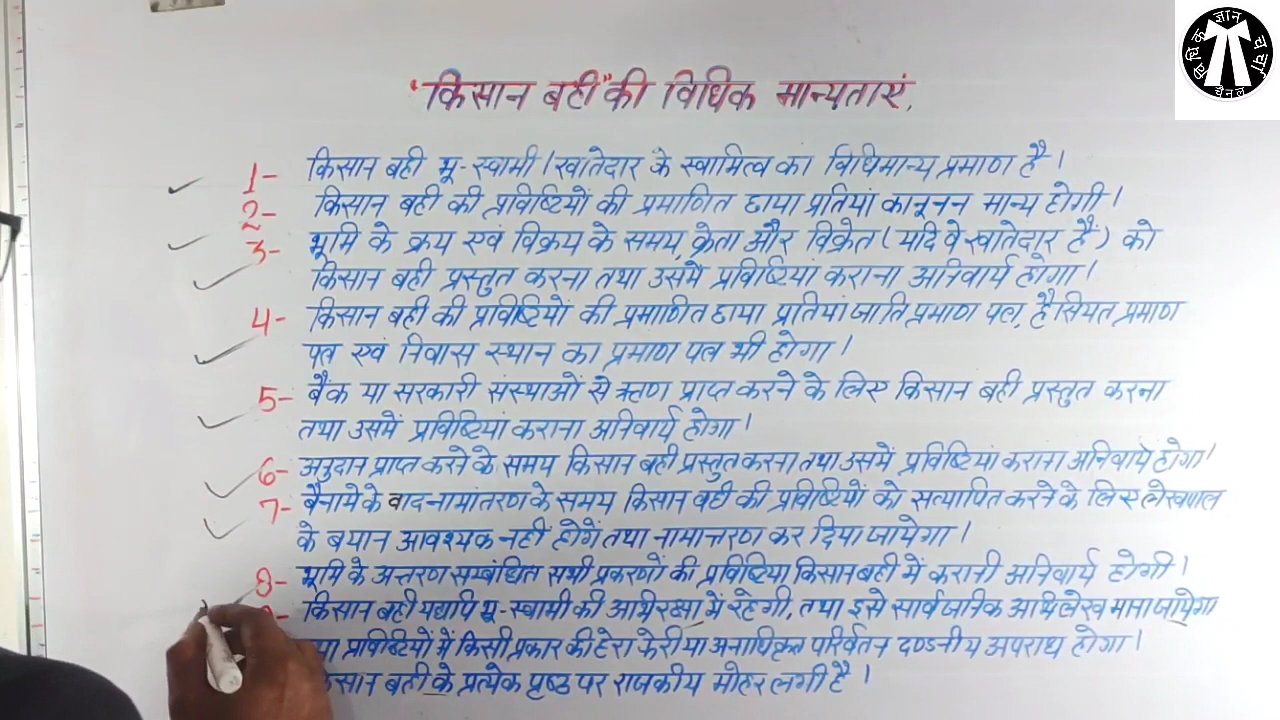 विधिक ज्ञान चर्चा
चैनल
"किसान बही" की विधिक मान्यताएं.
1- किसान बही भू-स्वामी/खातेदार के स्वामित्व का विधिमान्य प्रमाण है।
2- किसान बही की प्रविष्टियों की प्रमाणित छाया प्रतियां कानूनन मान्य होगी।
3- भूमि के क्रय एवं विक्रय के समय, क्रेता और विक्रेत (यदि वे खातेदार हैं) को
किसान बही प्रस्तुत करना तथा उसमें प्रविष्टियां कराना अनिवार्य होगा।
4- किसान बही की प्रविष्टियों की प्रमाणित छाया प्रतियां जाति प्रमाण पत्र, हैसियत प्रमाण
पत्र एवं निवास स्थान का प्रमाण पत्र भी होगा।
5- बैंक या सरकारी संस्थाओं से ऋण प्राप्त करने के लिए किसान बही प्रस्तुत करना
तथा उसमें प्रविष्टियां कराना अनिवार्य होगा।
6- अनुदान प्राप्त करने के समय किसान बही प्रस्तुत करना तथा उसमें प्रविष्टियां कराना अनिवार्य होगा।
7- बैनामे के वाद नामांतरण के समय किसान बही की प्रविष्टियों को सत्यापित करने के लिए लेखपाल
के बयान आवश्यक नहीं होगें तथा नामान्तरण कर दिया जायेगा।
8- भूमि के अन्तरण सम्बंधित सभी प्रकरणों की प्रविष्टिया किसान बही में करानी अनिवार्य होगी।
किसान बही यद्यपि भू-स्वामी की अभिरक्षा में रहेगी, तथा इसे सार्वजनिक अभिलेख माना जायेगा
प्रविष्टियों में किसी प्रकार की हेरा फेरी या अनाधिकृत परिर्वतन दण्डनीय अपराध होगा।
बही के प्रत्येक पृष्ठ पर राजकीय मोहर लगी है।